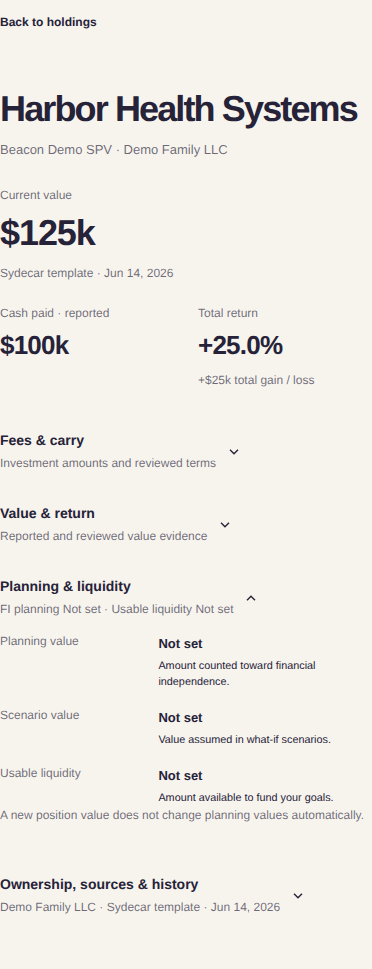 Back to holdings
Harbor Health Systems
Beacon Demo SPV · Demo Family LLC
Current value
$125k
Sydecar template · Jun 14, 2026
Cash paid · reported
$100k
Total return
+25.0%
+$25k total gain / loss
Fees & carry
Investment amounts and reviewed terms
Value & return
Reported and reviewed value evidence
Planning & liquidity
FI planning Not set · Usable liquidity Not set
Planning value
Not set
Amount counted toward financial
independence.
Scenario value
Not set
Value assumed in what-if scenarios.
Usable liquidity
Not set
Amount available to fund your goals.
A new position value does not change planning values automatically.
Ownership, sources & history
Demo Family LLC · Sydecar template · Jun 14, 2026